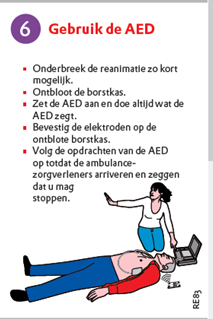 6 Gebruik de AED
▪ Onderbreek de reanimatie zo kort
mogelijk.
▪ Ontbloot de borstkas.
▪ Zet de AED aan en doe altijd wat de
AED zegt.
▪ Bevestig de elektroden op de
ontblote borstkas.
▪ Volg de opdrachten van de AED
op totdat de ambulance-
zorgverleners arriveren en zeggen
dat u mag
stoppen.
RE83